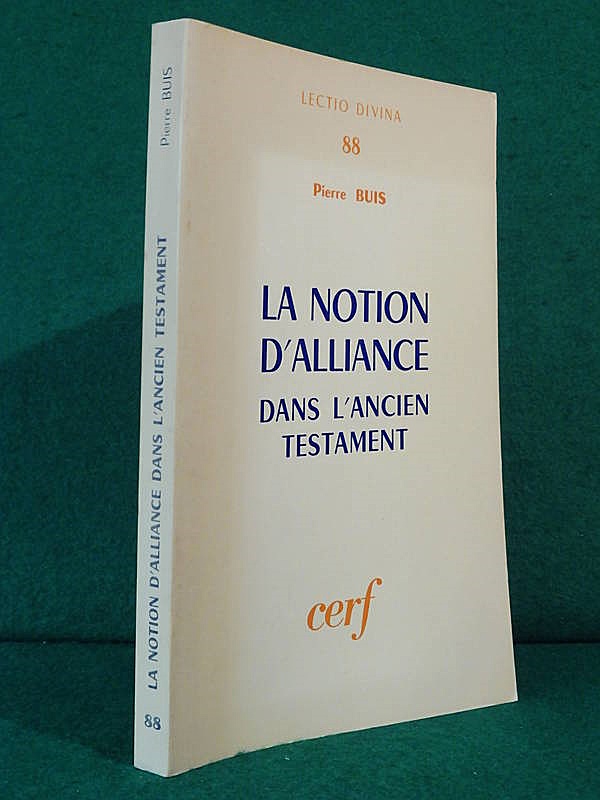 LECTIO DIVINA
88
Pierre BUIS
LA NOTION
D'ALLIANCE
DANS L'ANCIEN
TESTAMENT
cerf
Pierre BUIS
LA NOTION D'ALLIANCE DANS L'ANCIEN TESTAMENT
88